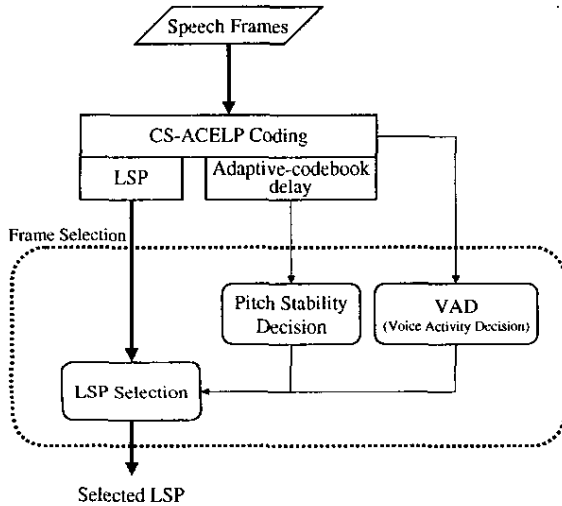 Speech Frames
CS-ACELP Coding
LSP
Adaptive-codebook
delay
Frame Selection
Pitch Stability
Decision
VAD
(Voice Activity Decision)
LSP Selection
Selected LSP